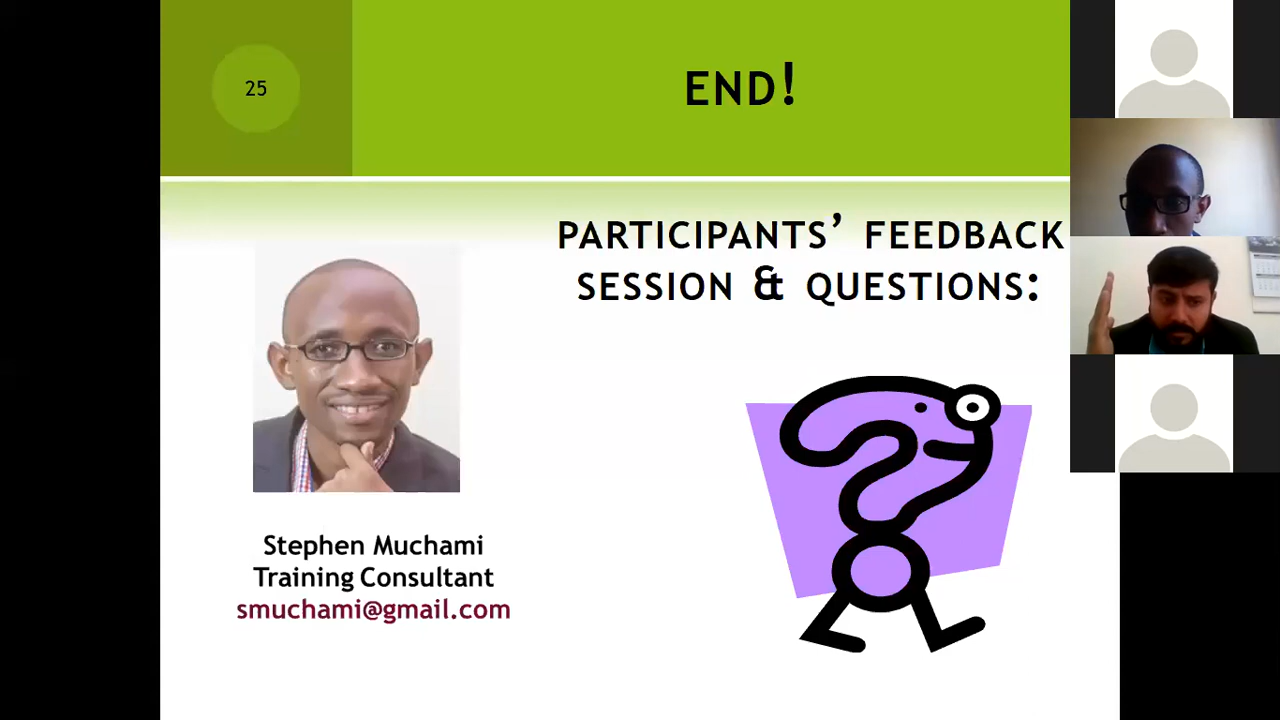 25
END!
PARTICIPANTS' FEEDBACK
SESSION & QUESTIONS:
Stephen Muchami
Training Consultant
smuchami@gmail.com